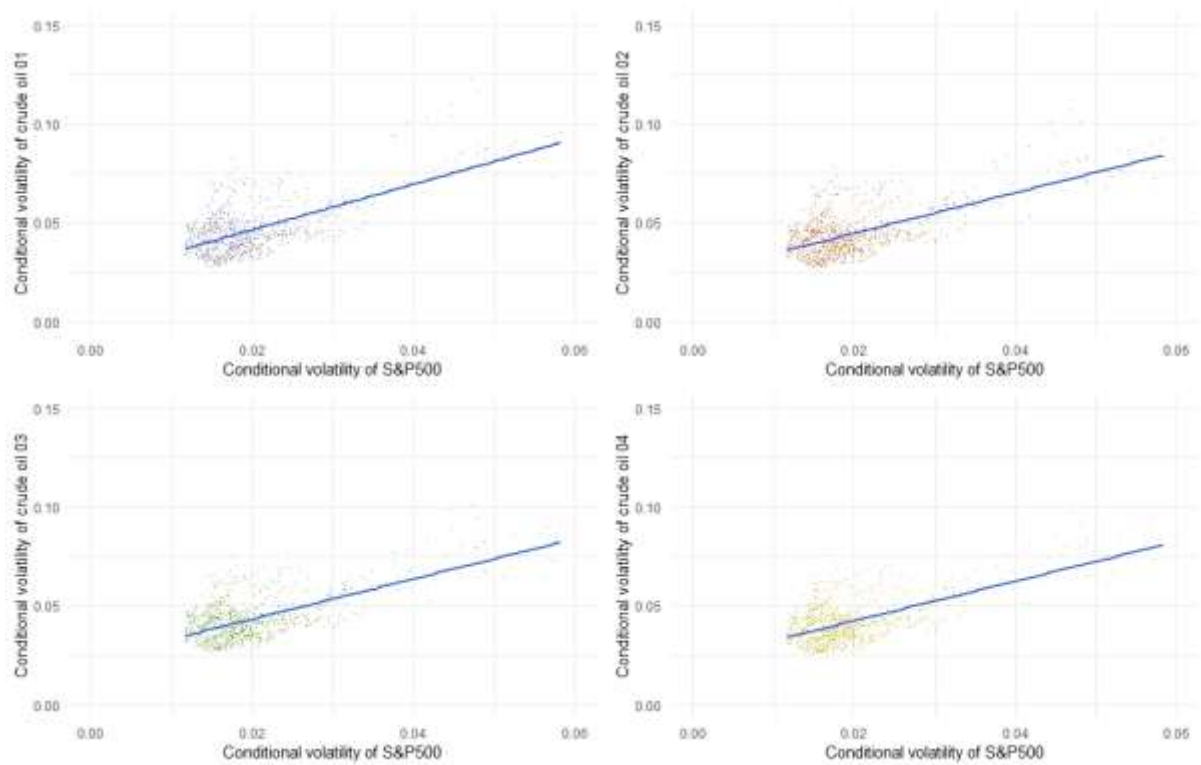 Conditional volatility of crude oil 01
0.15
0.10
0.05
0.00
0.00 0.02 0.04 0.06
Conditional volatility of S&P500
Conditional volatility of crude oil 02
0.15
0.10
0.05
0.00
0.00 0.02 0.04 0.06
Conditional volatility of S&P500
Conditional volatility of crude oil 03
0.15
0.10
0.05
0.00
0.00 0.02 0.04 0.06
Conditional volatility of S&P500
Conditional volatility of crude oil 04
0.15
0.10
0.05
0.00
0.00 0.02 0.04 0.06
Conditional volatility of S&P500